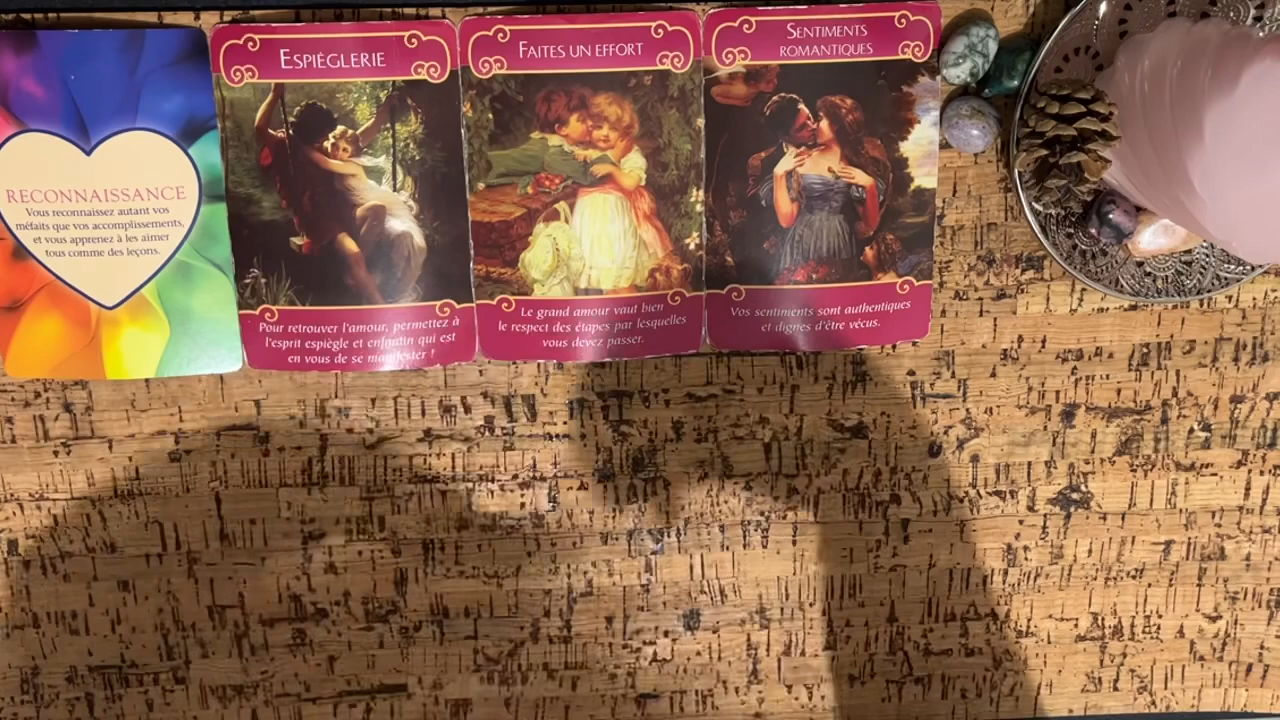 RECONNAISSANCE
Vous reconnaissez autant vos
méfaits que vos accomplissements,
et vous apprenez à les aimer
tous comme des leçons.
ESPIÈGLERIE
Pour retrouver l'amour, permettez à
l'esprit espiègle et enfantin qui est
en vous de se manifester !
FAITES UN EFFORT
Le grand amour vaut bien
le respect des étapes par lesquelles
vous devez passer.
SENTIMENTS
ROMANTIQUES
Vos sentiments sont authentiques
et dignes d'être vécus.